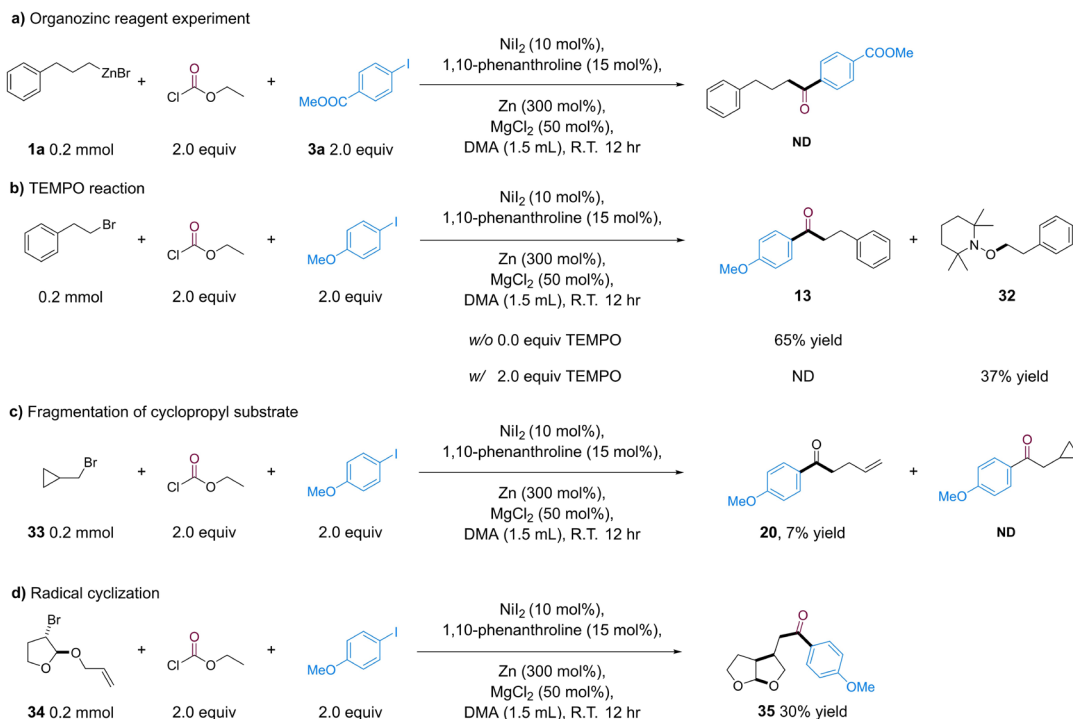 a) Organozinc reagent experiment
ZnBr
+
O
Cl
O
+
I
MeOOC
NiI2 (10 mol%),
1,10-phenanthroline (15 mol%),
Zn (300 mol%)
MgCl2 (50 mol%),
DMA (1.5 mL), R.T. 12 hr
COOMe
O
1a 0.2 mmol
2.0 equiv
3a 2.0 equiv
ND
b) TEMPO reaction
Br
+
O
Cl
O
+
I
MeO
NiI2 (10 mol%),
1,10-phenanthroline (15 mol%),
Zn (300 mol%),
MgCl2 (50 mol%),
DMA (1.5 mL), R.T. 12 hr
O
MeO
+
N
O
0.2 mmol
2.0 equiv
2.0 equiv
13
32
w/o 0.0 equiv TEMPO
65% yield
w/ 2.0 equiv TEMPO
ND
37% yield
c) Fragmentation of cyclopropyl substrate
Br
+
O
Cl
O
+
I
MeO
NiI2 (10 mol%),
1,10-phenanthroline (15 mol%),
Zn (300 mol%),
MgCl2 (50 mol%),
DMA (1.5 mL), R.T. 12 hr
O
MeO
+
O
MeO
33 0.2 mmol
2.0 equiv
2.0 equiv
20, 7% yield
ND
d) Radical cyclization
Br
O
O
+
O
Cl
O
+
I
MeO
NiI2 (10 mol%),
1,10-phenanthroline (15 mol%),
Zn (300 mol%),
MgCl2 (50 mol%),
DMA (1.5 mL), R.T. 12 hr
O
O
O
OMe
34 0.2 mmol
2.0 equiv
2.0 equiv
35 30% yield